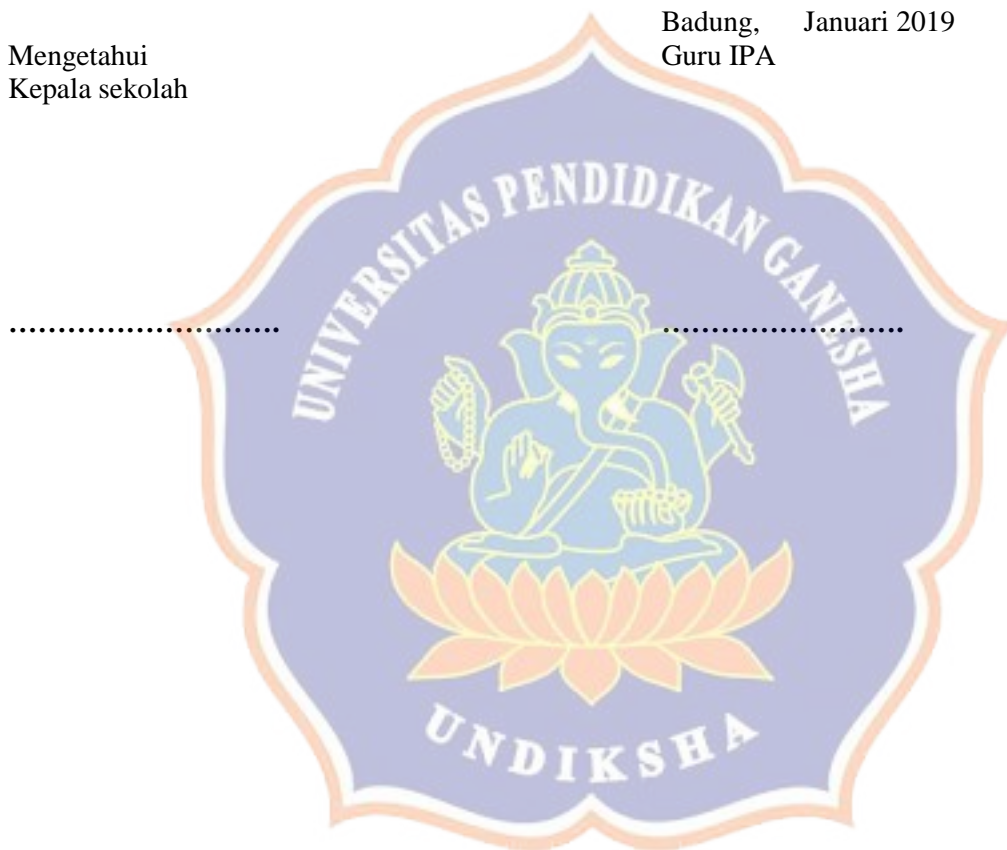 Badung, Januari 2019
Mengetahui Guru IPA
Kepala sekolah
UNIVERSITAS PENDIDIKAN GANESHA
………………………. …………………….
UNDIKSHA